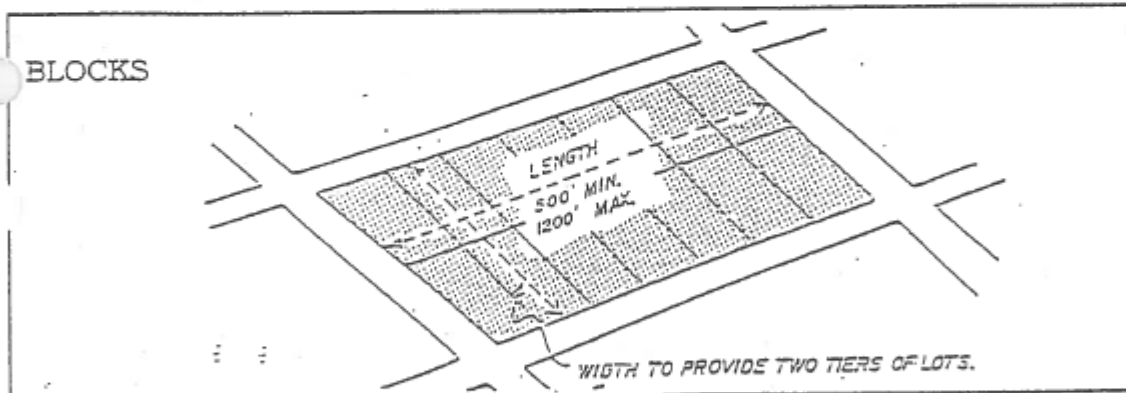 BLOCKS
LENGTH
500' MIN.
1200' MAX.
WIDTH TO PROVIDE TWO TIERS OF LOTS.